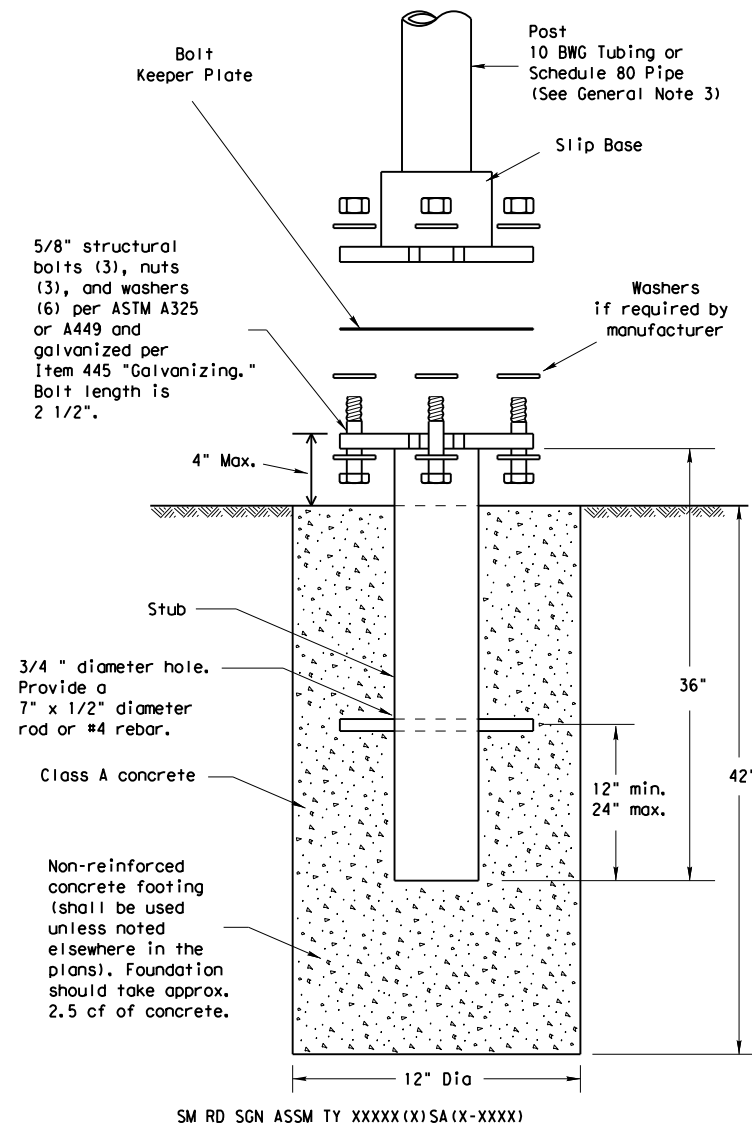 Bolt
Keeper Plate
Post
10 BWG Tubing or
Schedule 80 Pipe
(See General Note 3)
Slip Base
5/8" structural
bolts (3), nuts
(3), and washers
(6) per ASTM A325
or A449 and
galvanized per
Item 445 "Galvanizing."
Bolt length is
2 1/2".
Washers
if required by
manufacturer
4" Max.
Stub
3/4 " diameter hole.
Provide a
7" x 1/2" diameter
rod or #4 rebar.
36"
Class A concrete
12" min.
24" max.
42"
Non-reinforced
concrete footing
(shall be used
unless noted
elsewhere in the
plans). Foundation
should take approx.
2.5 cf of concrete.
12" Dia
SM RD SGN ASSM TY XXXXX(X)SA(X-XXXX)